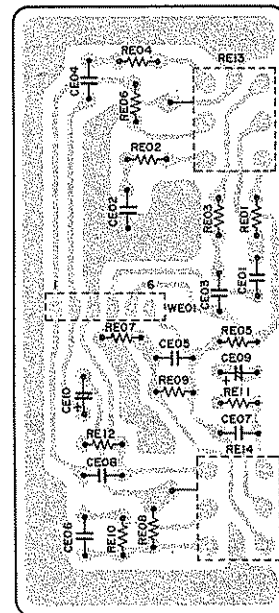 RE04
RE13
CE04
RE06
RE02
CE02
RE03
RE01
CE03
CE01
1
6
WE01
RE07
CE05
RE05
CE09
+
RE09
RE11
CE10
+
CE07
RE12
RE14
CE08
CE06
RE10
RE08